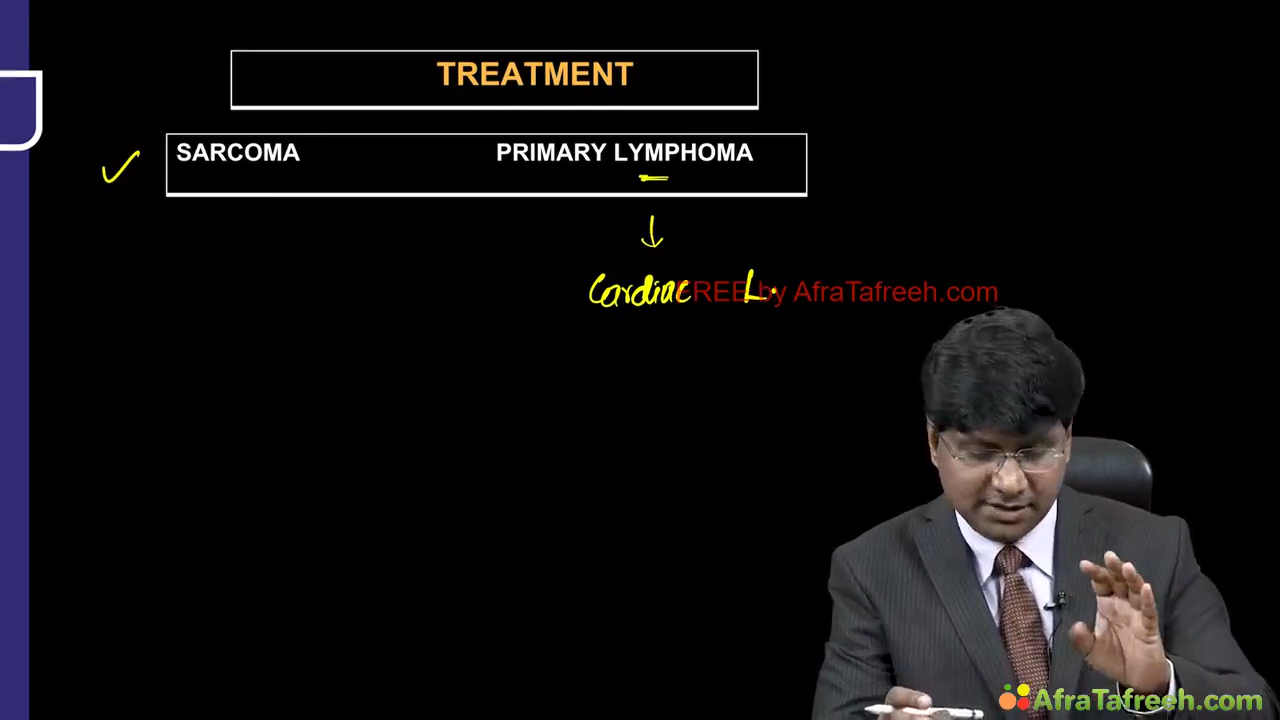 TREATMENT
SARCOMA PRIMARY LYMPHOMA
Cardiac L.
FREE by AfraTafreeh.com
AfraTafreeh.com